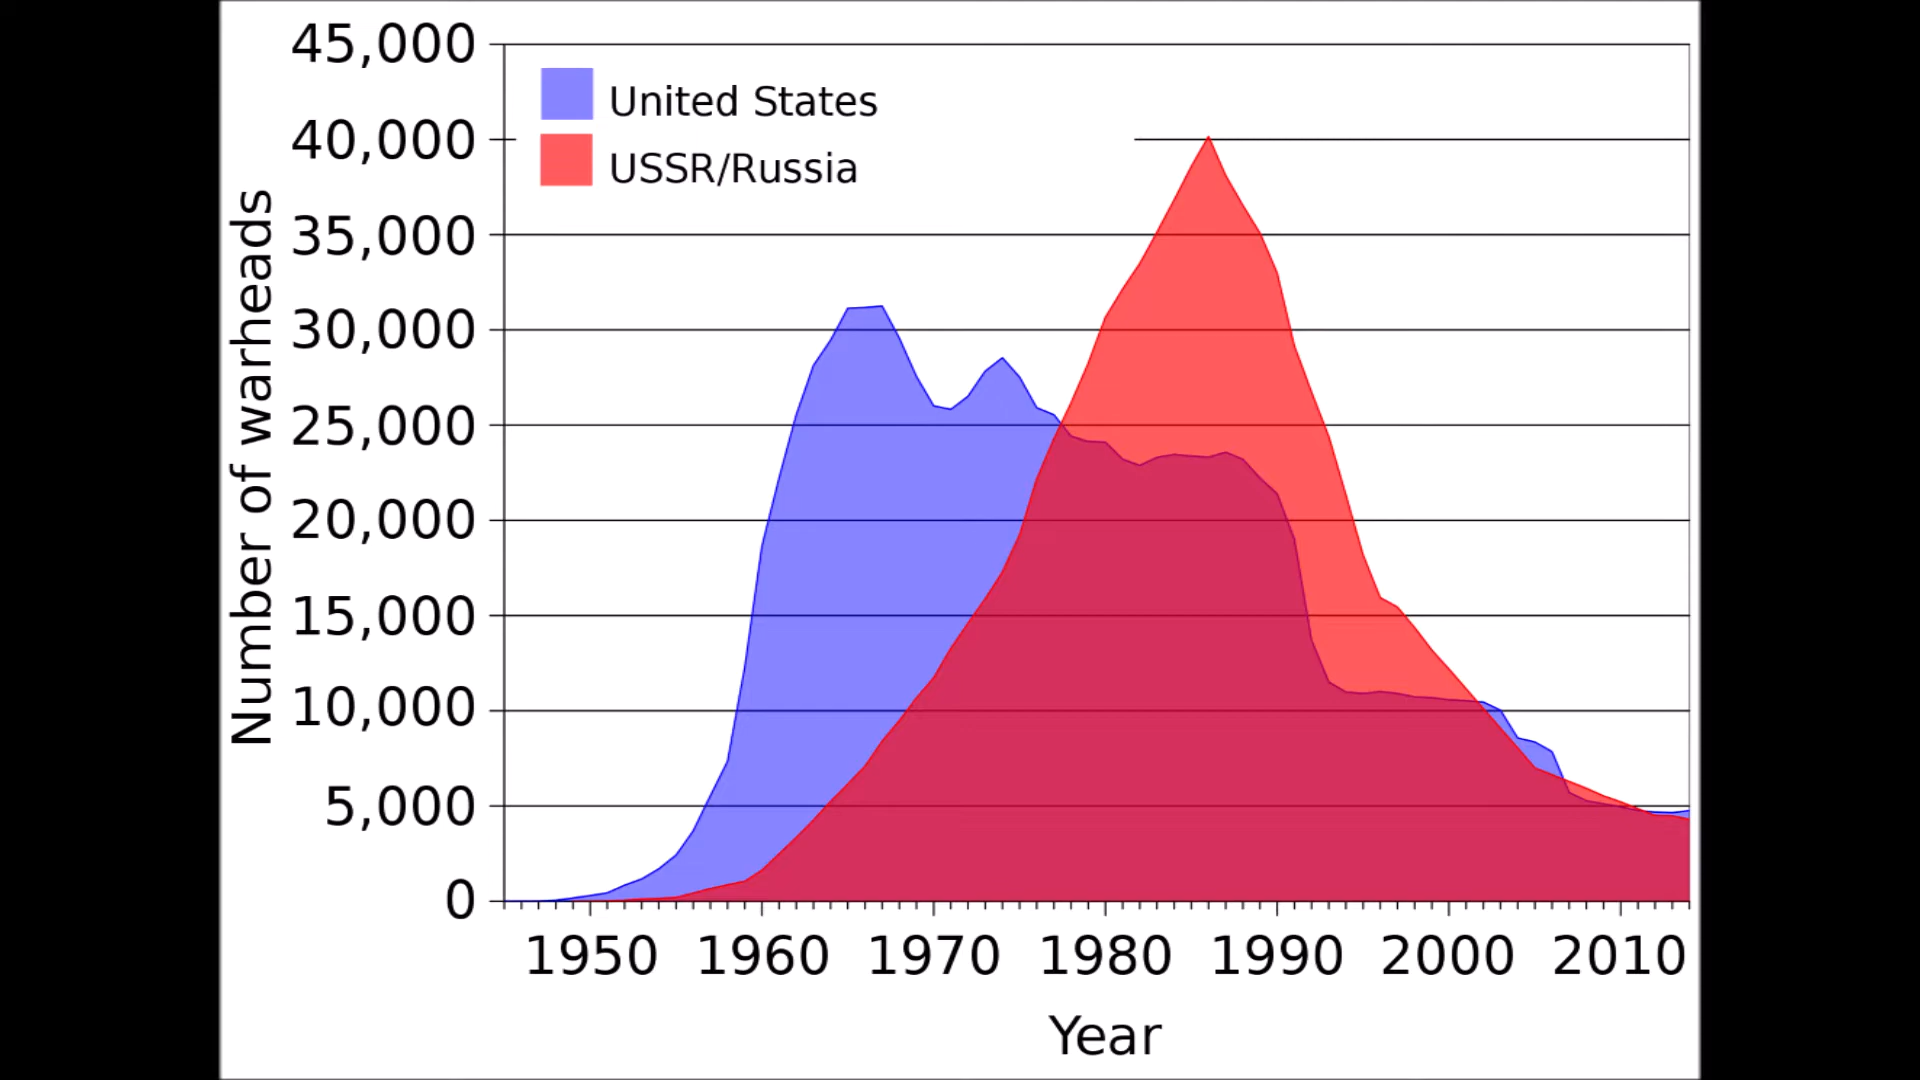 45,000
United States
40,000
USSR/Russia
35,000
30,000
25,000
20,000
15,000
10,000
5,000
0
Number of warheads
1950 1960 1970 1980 1990 2000 2010
Year